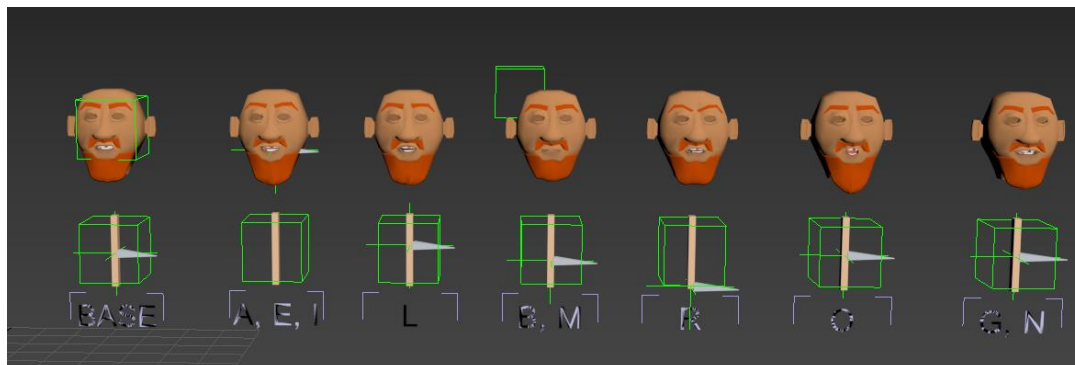 BASE A, E, I L B, M R O G, N